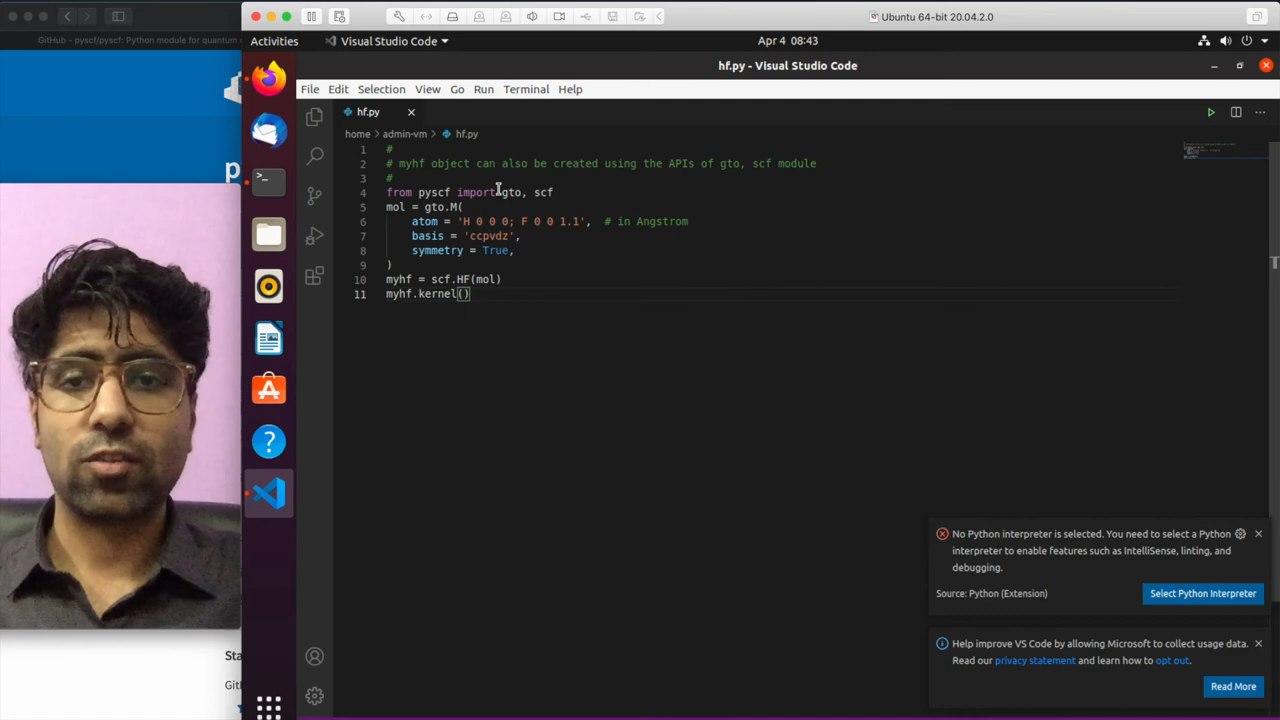 Ubuntu 64-bit 20.04.2.0
GitHub - pyscf/pyscf: Python module for quantum
Activities
Visual Studio Code
Apr 4 08:43
hf.py - Visual Studio Code
File Edit Selection View Go Run Terminal Help
hf.py
home > admin-vm > hf.py
1 #
2 # myhf object can also be created using the APIs of gto, scf module
3 #
4 from pyscf import gto, scf
5 mol = gto.M(
6 atom = 'H 0 0 0; F 0 0 1.1', # in Angstrom
7 basis = 'ccpvdz',
8 symmetry = True,
9 )
10 myhf = scf.HF(mol)
11 myhf.kernel()
p
No Python interpreter is selected. You need to select a Python
interpreter to enable features such as IntelliSense, linting, and
debugging.
Source: Python (Extension)
Select Python Interpreter
Help improve VS Code by allowing Microsoft to collect usage data.
Read our privacy statement and learn how to opt out.
Read More
Sta
Git